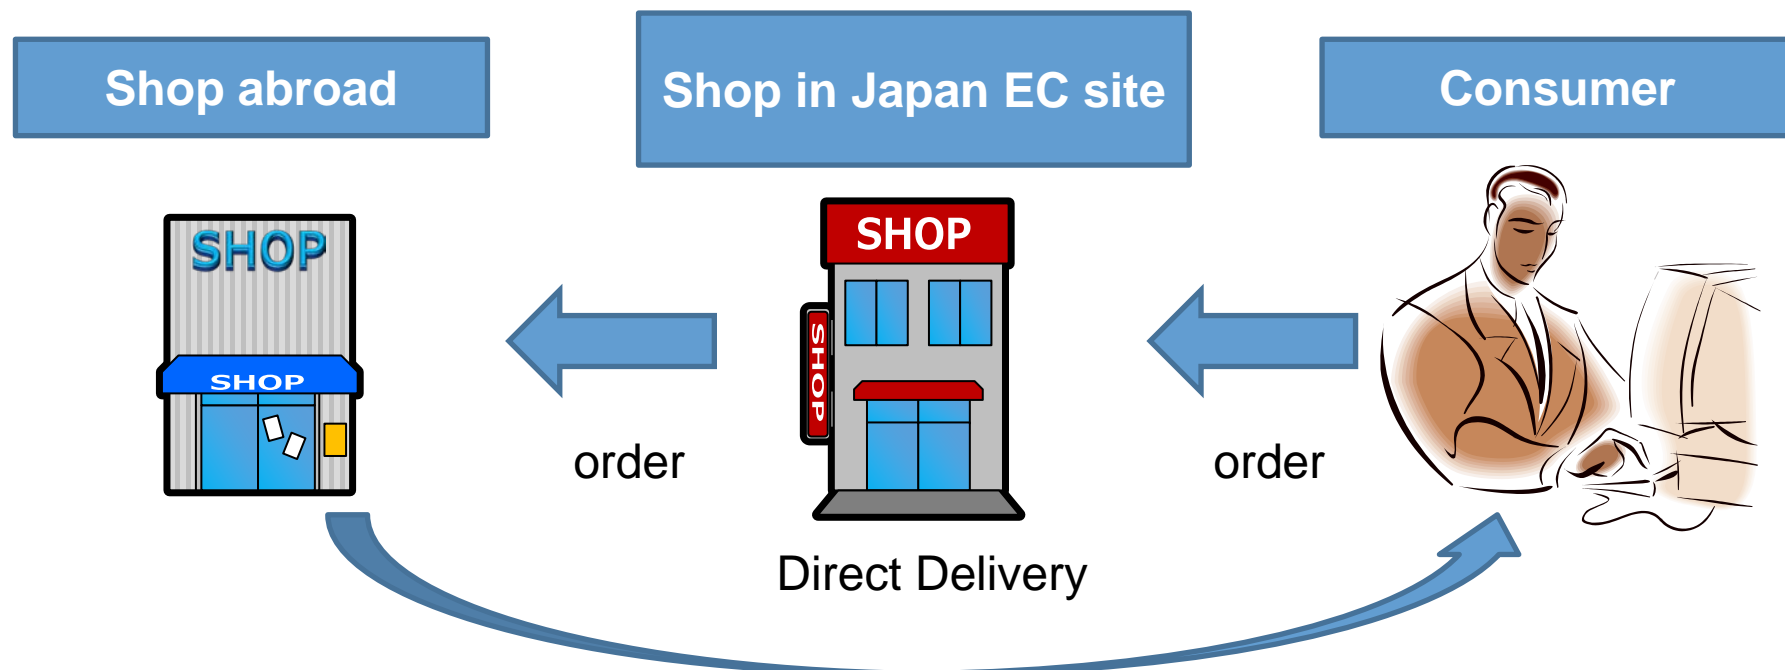 Shop abroad
Shop in Japan EC site
Consumer
SHOP
SHOP
SHOP
SHOP
order
order
Direct Delivery